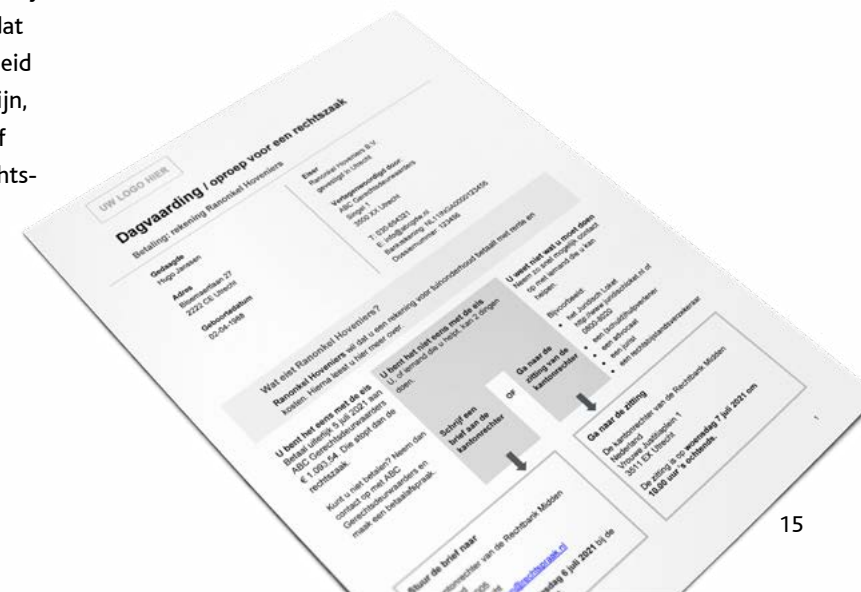 dat
eid
ijn,
f
hts-
UW LOGO HIER
Dagvaarding / oproep voor een rechtszaak
Betaling: rekening Ranonkel Hoveniers
Gedaagde
Hugo Janssen
Adres
Bloemaertlaan 27
2222 CE Utrecht
Geboortedatum
02-04-1988
Eiser
Ranonkel Hoveniers B.V.
gevestigd in Utrecht
Vertegenwoordigd door:
ABC Gerechtsdeurwaarders
Singel 1
3500 XX Utrecht
T: 030-654321
E: info@abcgdw.nl
Bankrekening: NL11INGA0000123456
Dossiernummer: 123456
Wat eist Ranonkel Hoveniers?
Ranonkel Hoveniers wil dat u een rekening voor tuinonderhoud betaalt met rente en
kosten. Hierna leest u hier meer over.
U bent het eens met de eis
Betaal uiterlijk 5 juli 2021 aan
ABC Gerechtsdeurwaarders
€ 1.093,54. Die stopt dan de
rechtszaak.
Kunt u niet betalen? Neem dan
contact op met ABC
Gerechtsdeurwaarders en
maak een betaalafspraak.
U bent het niet eens met de eis
U, of iemand die u helpt, kan 2 dingen
doen.
Schrijf een
brief aan de
kantonrechter
OF
Ga naar de
zitting van de
kantonrechter
U weet niet wat u moet doen
Neem zo snel mogelijk contact
op met iemand die u kan
helpen.
Bijvoorbeeld:
• het Juridisch Loket
http://www.juridischloket.nl of
0800-8020
• een (schuld)hulpverlener
• een advocaat
• een jurist
• een rechtsbijstandsverzekeraar
Stuur de brief naar
kantonrechter van de Rechtbank Midden
@rechtspraak.nl
dag 6 juli 2021 bij de
Ga naar de zitting
De kantonrechter van de Rechtbank Midden
Nederland
Vrouwe Justitiaplein 1
3511 EX Utrecht
De zitting is op woensdag 7 juli 2021 om
10.00 uur 's ochtends.
1
15